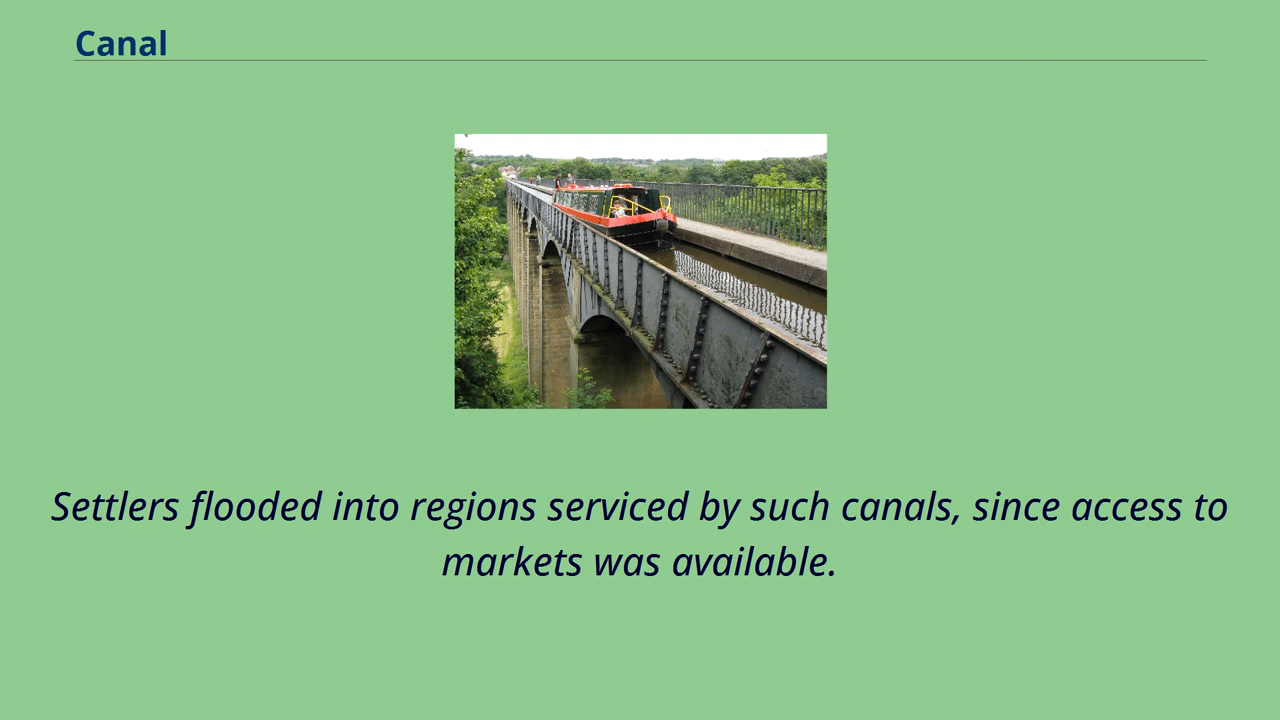 Canal
Settlers flooded into regions serviced by such canals, since access to
markets was available.